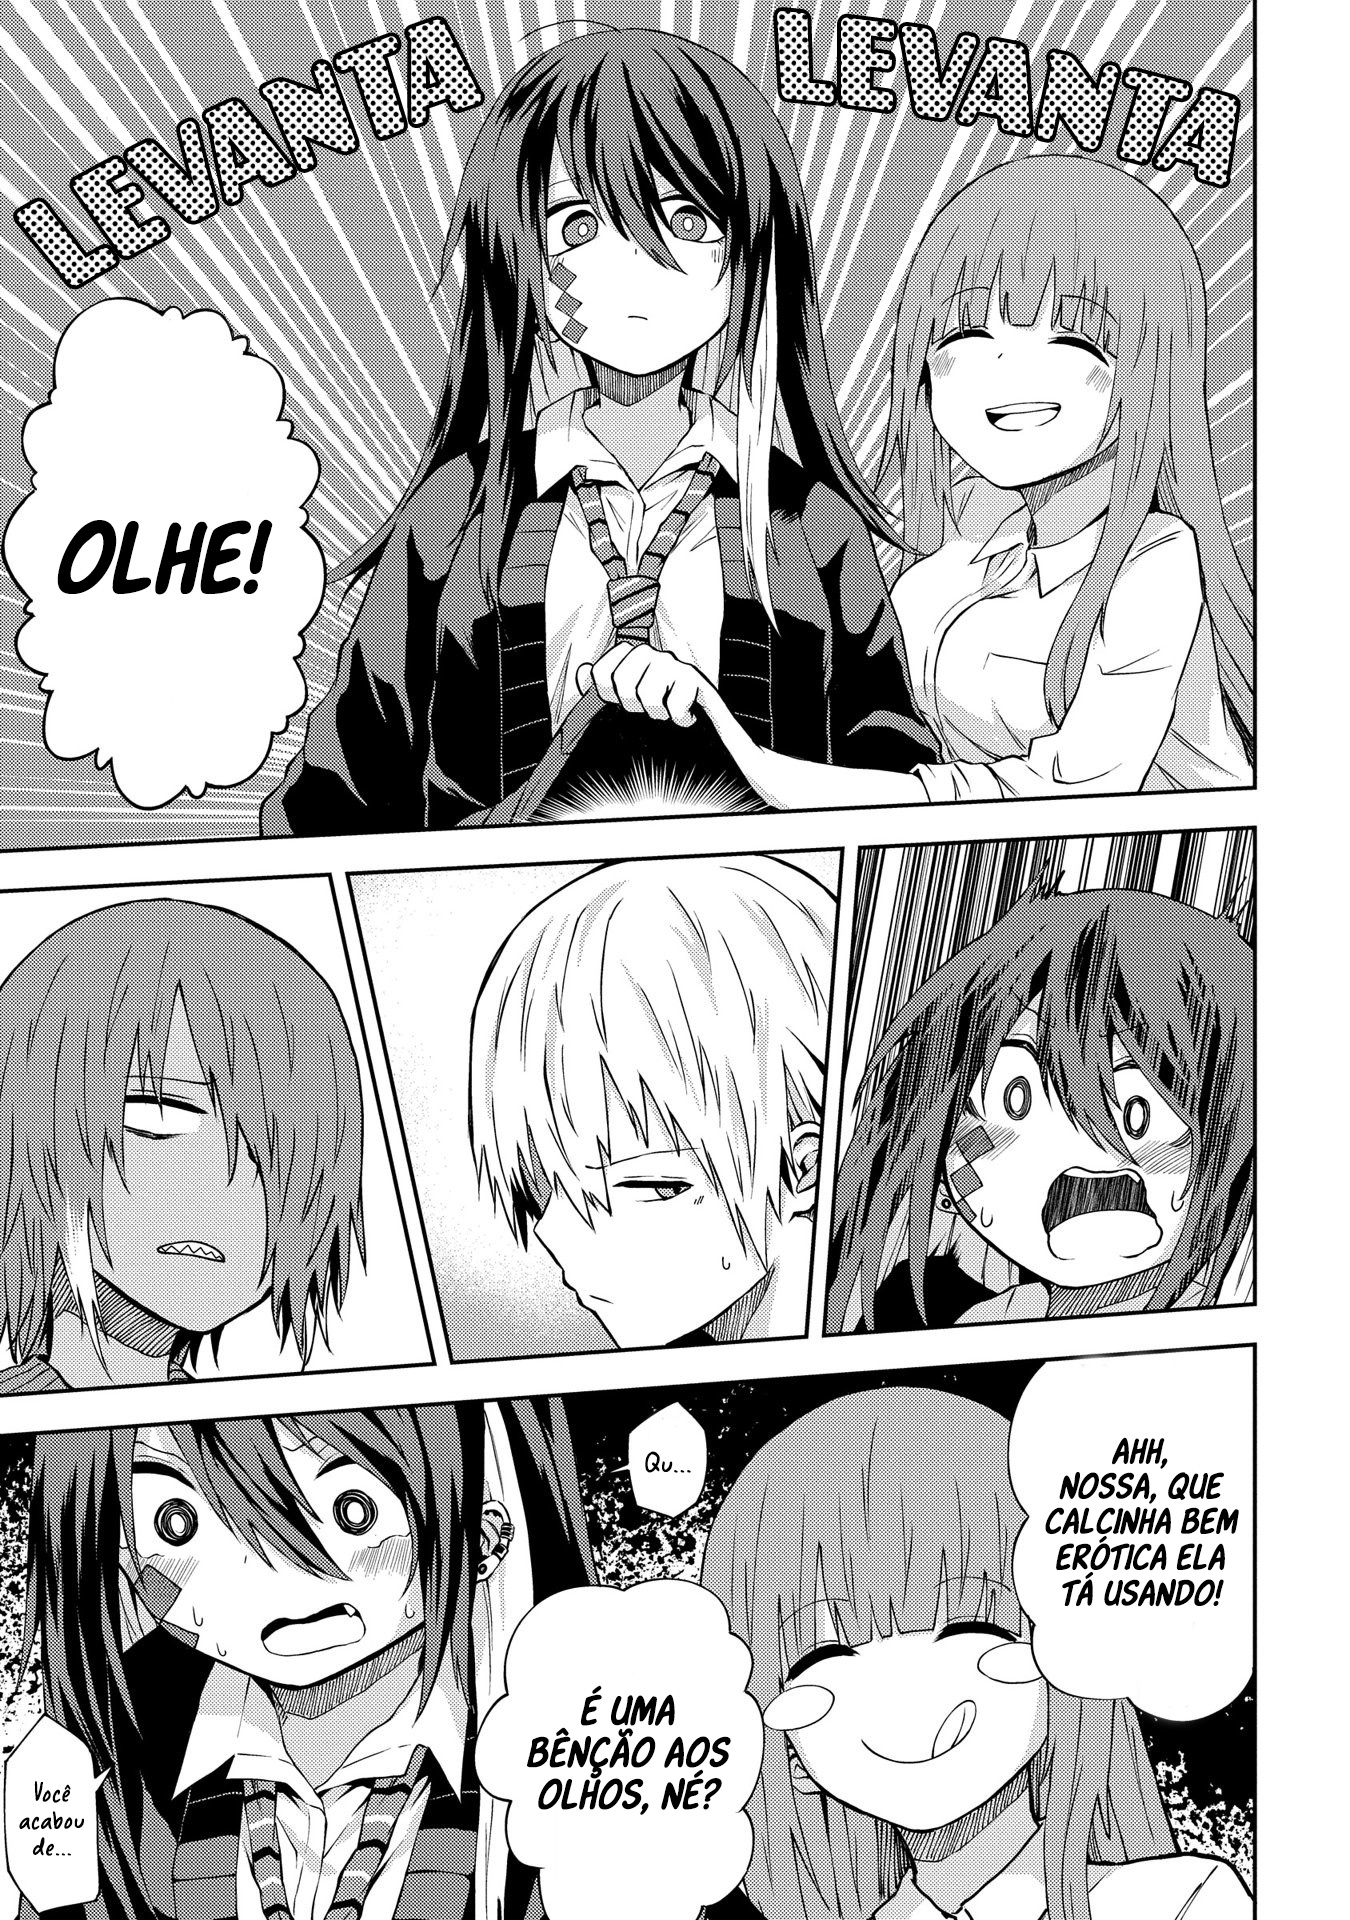 LEVANTA
LEVANTA
OLHE!
AHH,
NOSSA, QUE
CALCINHA BEM
ERÓTICA ELA
TÁ USANDO!
Qu...
É UMA
BÊNÇÃO AOS
OLHOS, NÉ?
Você
acabou
de...